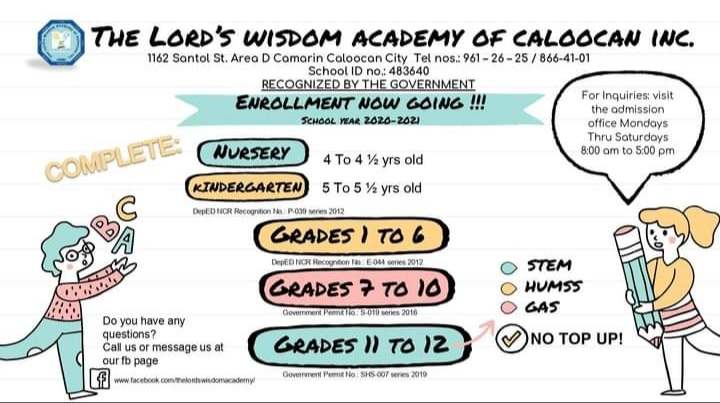 THE LORD'S WISDOM ACADEMY OF CALOOCAN INC.
1162 Santol St. Area D Camarin Caloocan City Tel nos.: 961 - 26 - 25 / 866-41-01
School ID no.: 483640
RECOGNIZED BY THE GOVERNMENT
ENROLLMENT NOW GOING !!!
SCHOOL YEAR 2020-2021
For Inquiries: visit
the admission
office Mondays
Thru Saturdays
8:00 am to 5:00 pm
COMPLETE:
NURSERY
4 To 4 ½ yrs old
KINDERGARTEN
5 To 5 ½ yrs old
DepED NCR Recognition No.: P-039 series 2012
C
B
A
GRADES 1 TO 6
DepED NCR Recognition No.: E-044 series 2012
GRADES 7 TO 10
Government Permit No.: S-019 series 2016
GRADES 11 TO 12
Government Permit No.: SHS-007 series 2019
STEM
HUMSS
GAS
NO TOP UP!
Do you have any
questions?
Call us or message us at
our fb page
f www.facebook.com/thelordswisdomacademy/